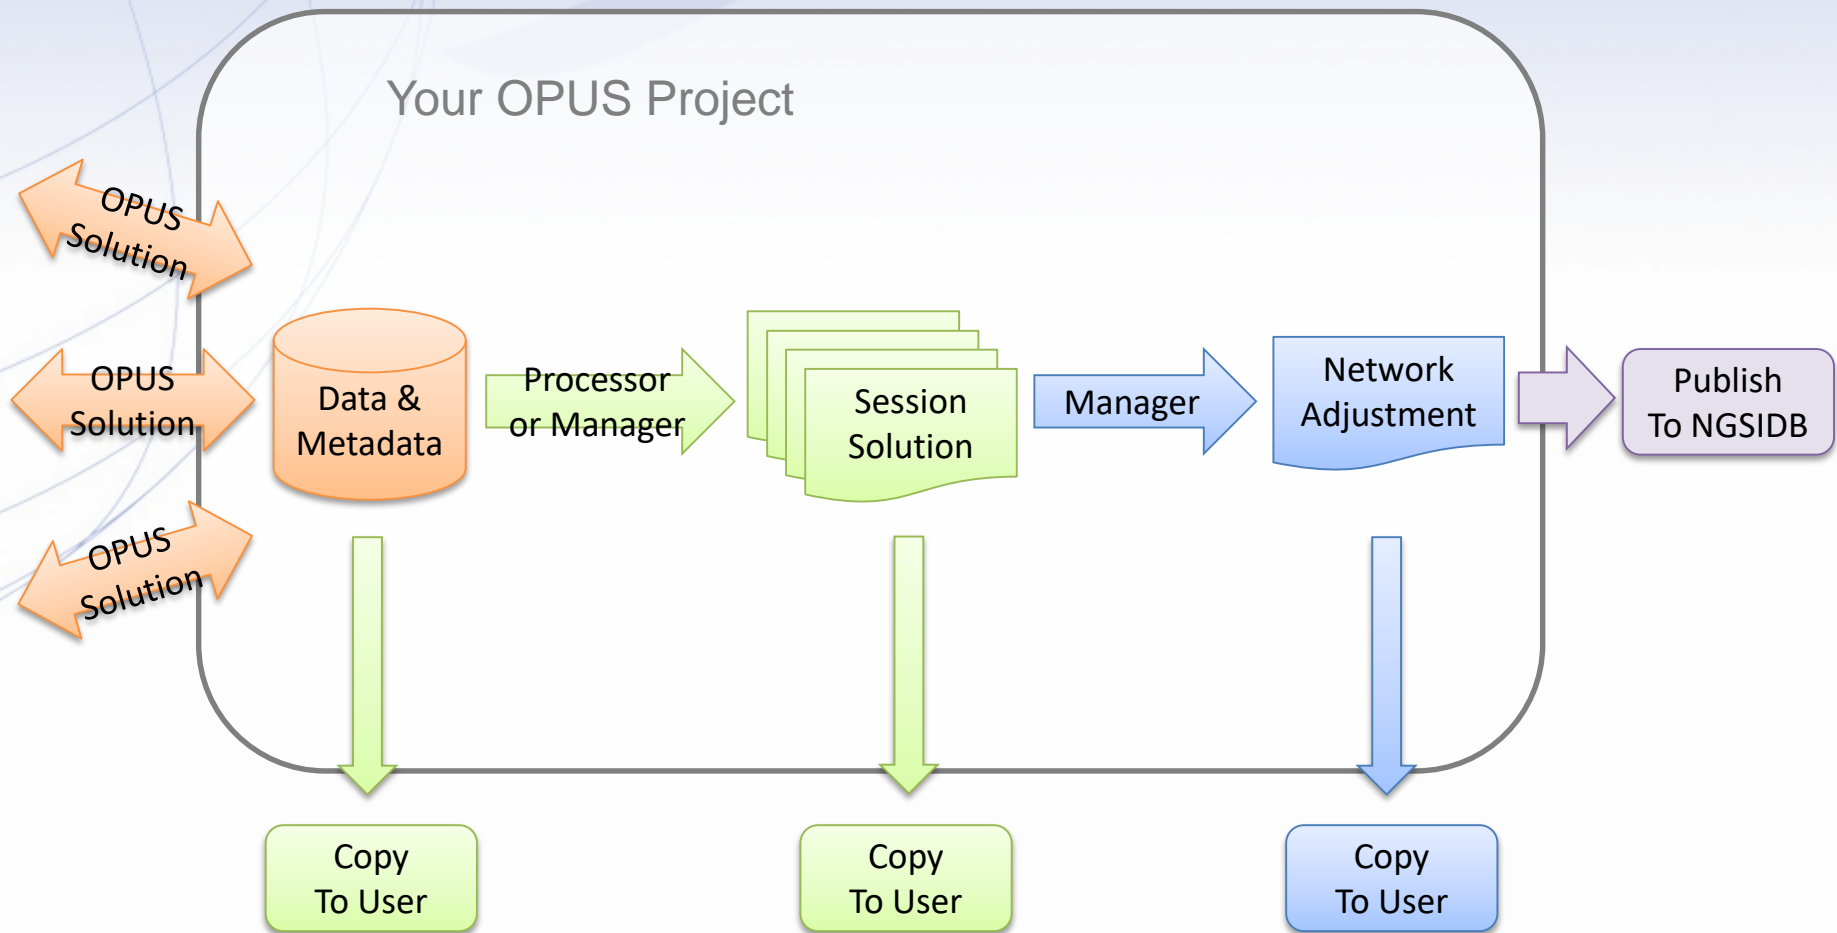 Your OPUS Project
OPUS
Solution
OPUS
Solution
OPUS
Solution
Data &
Metadata
Processor
or Manager
Session
Solution
Manager
Network
Adjustment
Publish
To NGSIDB
Copy
To User
Copy
To User
Copy
To User